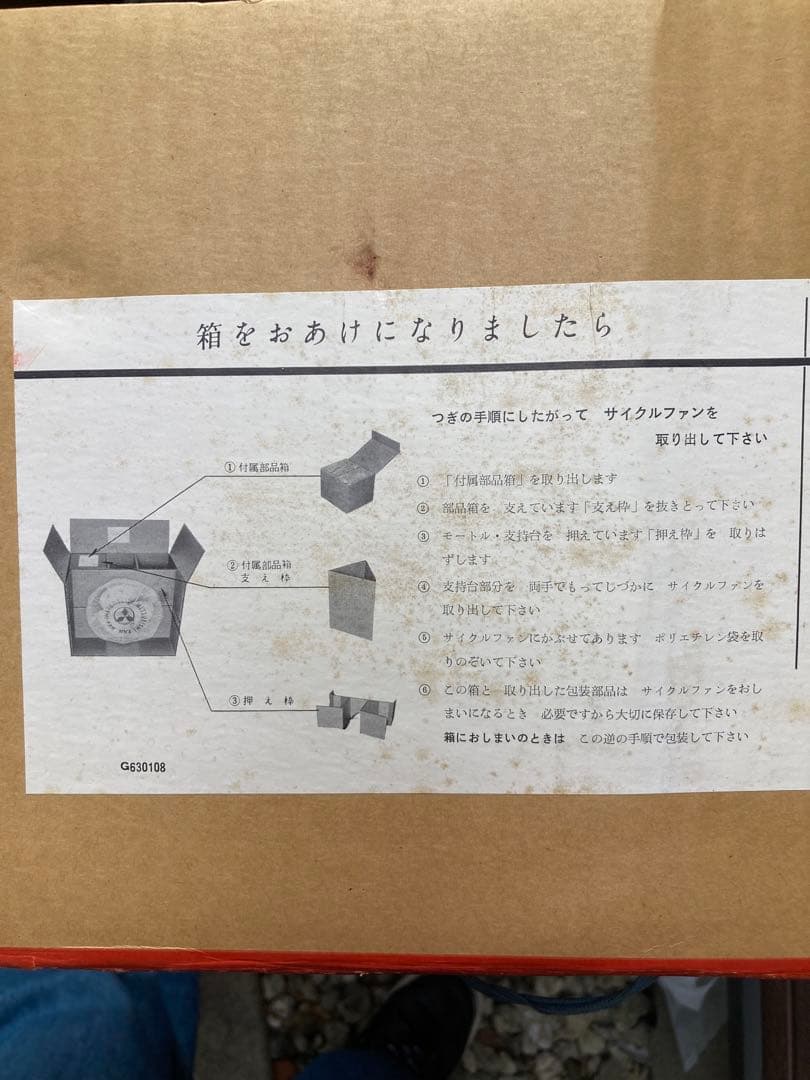 箱をおあけになりましたら
つぎの手順にしたがって サイクルファンを
取り出して下さい
① 付属部品箱
② 付属部品箱
支え枠
③ 押え枠
① 「付属部品箱」を取り出します
② 部品箱を 支えています「支え枠」を抜きとって下さい
③ モートル・支持台を 押えています「押え枠」を 取りは
ずします
④ 支持台部分を 両手でもってしづかに サイクルファンを
取り出して下さい
⑤ サイクルファンにかぶせてあります ポリエチレン袋を取
りのぞいて下さい
⑥ この箱と 取り出した包装部品は サイクルファンをおし
まいになるとき 必要ですから大切に保存して下さい
箱におしまいのときは この逆の手順で包装して下さい
G630108